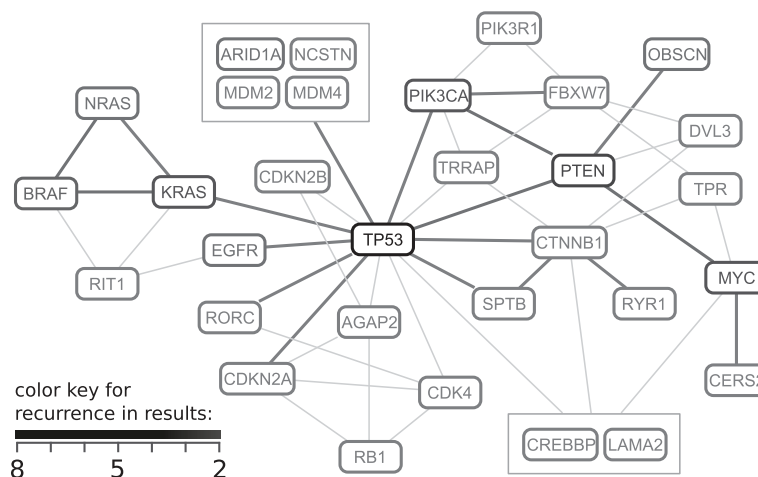 PIK3R1
ARID1A NCSTN
OBSCN
MDM2 MDM4
PIK3CA
FBXW7
NRAS
DVL3
TRRAP
PTEN
CDKN2B
TPR
BRAF
KRAS
TP53
CTNNB1
EGFR
MYC
RIT1
SPTB
RYR1
RORC
AGAP2
CDKN2A
CDK4
CERS2
color key for
recurrence in results:
CREBBP LAMA2
RB1
8 5 2